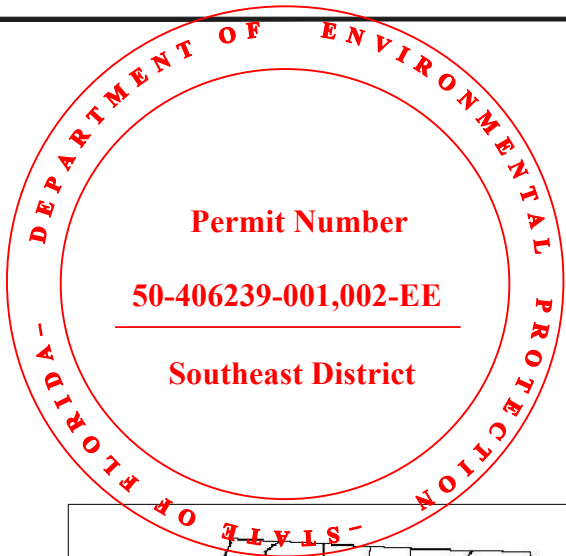 DEPARTMENT OF ENVIRONMENTAL PROTECTION
Permit Number
50-406239-001,002-EE
Southeast District
-STATE OF FLORIDA-